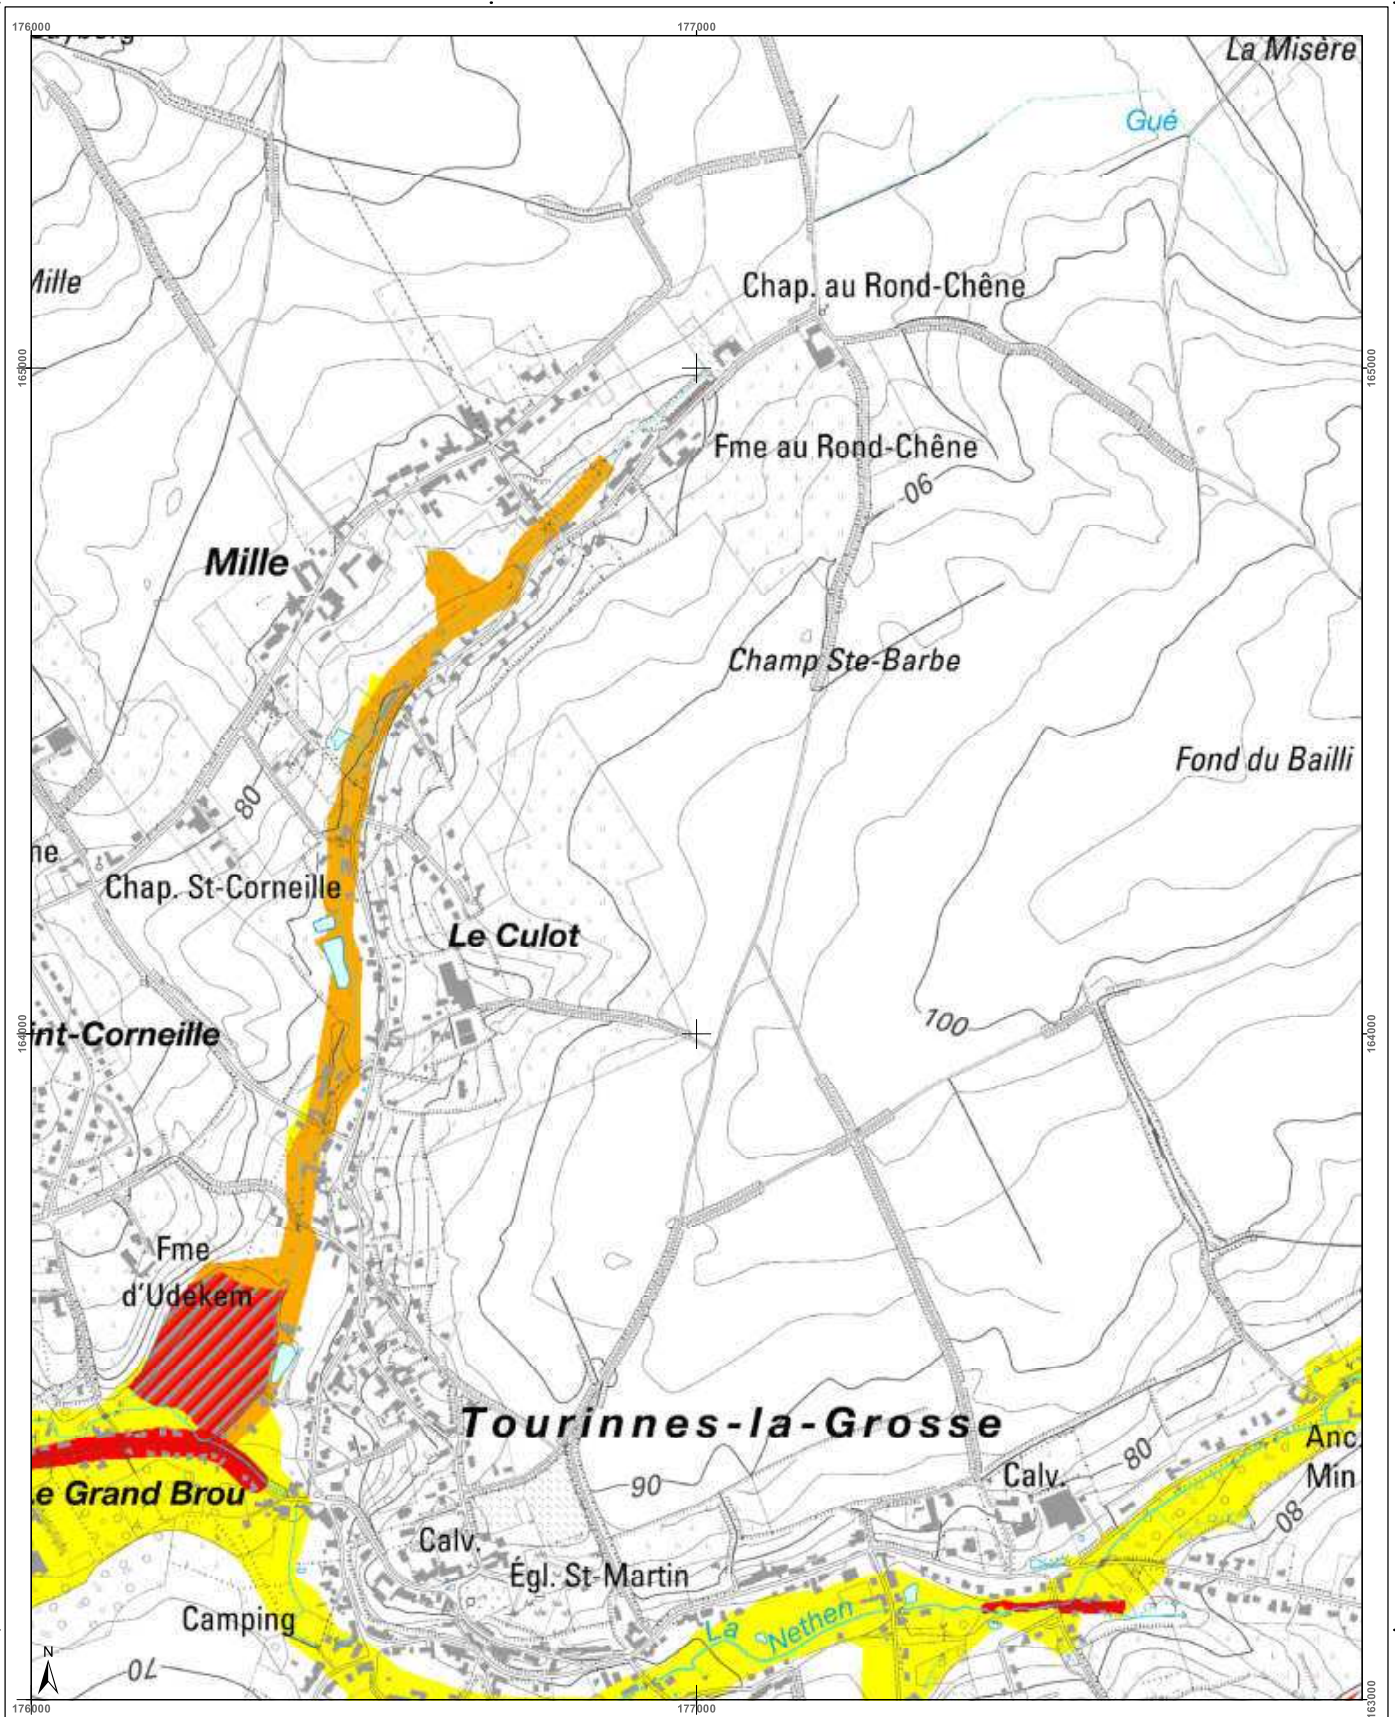 176000
177000
La Misère
Gué
Mille
Chap. au Rond-Chêne
165000
165000
Fme au Rond-Chêne
90
Mille
Champ Ste-Barbe
Fond du Bailli
80
ne
Chap. St-Corneille
Le Culot
100
164000
int-Corneille
164000
Fme
d'Udekem
Tourinnes-la-Grosse
Anc.
Min
80
Calv.
90
e Grand Brou
80
Calv.
Égl. St-Martin
Camping
La Nethen
N
70
176000
177000
163000